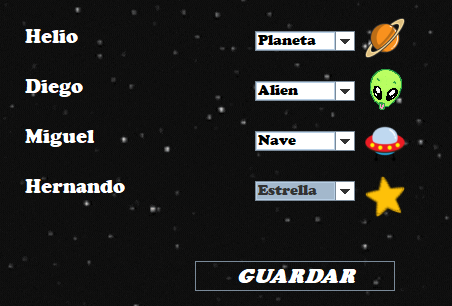 Helio Planeta
Diego Alien
Miguel Nave
Hernando Estrella
GUARDAR